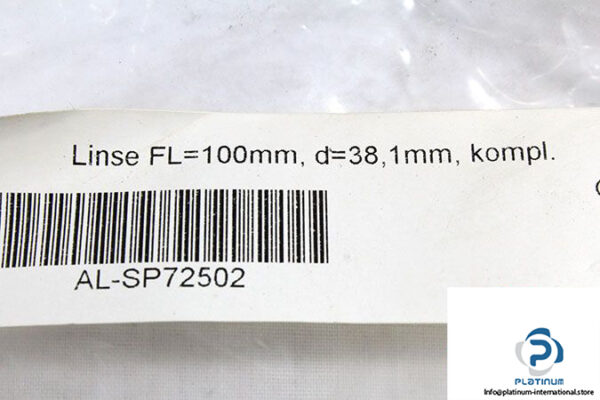 Linse FL=100mm, d=38,1mm, kompl.
AL-SP72502
PLATINUM
Info@platinum-international.store